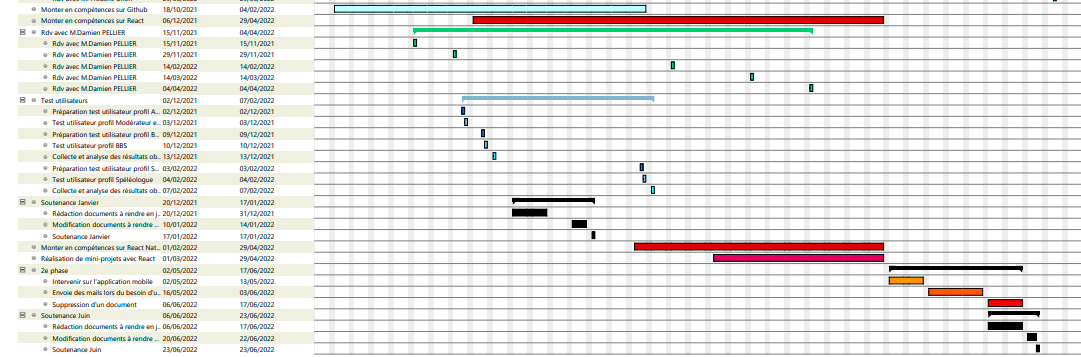 Monter en compétences sur Github 18/10/2021 04/02/2022
Monter en compétences sur React 06/12/2021 29/04/2022
Rdv avec M.Damien PELLIER 15/11/2021 04/04/2022
Rdv avec M.Damien PELLIER 15/11/2021 15/11/2021
Rdv avec M.Damien PELLIER 29/11/2021 29/11/2021
Rdv avec M.Damien PELLIER 14/02/2022 14/02/2022
Rdv avec M.Damien PELLIER 14/03/2022 14/03/2022
Rdv avec M.Damien PELLIER 04/04/2022 04/04/2022
Test utilisateurs 02/12/2021 07/02/2022
Préparation test utilisateur profil A... 02/12/2021 02/12/2021
Test utilisateur profil Modérateur e... 03/12/2021 03/12/2021
Préparation test utilisateur profil B... 09/12/2021 09/12/2021
Test utilisateur profil BBS 10/12/2021 10/12/2021
Collecte et analyse des résultats ob... 13/12/2021 13/12/2021
Préparation test utilisateur profil S... 03/02/2022 03/02/2022
Test utilisateur profil Spéléologue 04/02/2022 04/02/2022
Collecte et analyse des résultats ob... 07/02/2022 07/02/2022
Soutenance Janvier 20/12/2021 17/01/2022
Rédaction documents à rendre en j... 20/12/2021 31/12/2021
Modification documents à rendre ... 10/01/2022 14/01/2022
Soutenance Janvier 17/01/2022 17/01/2022
Monter en compétences sur React Nat... 01/02/2022 29/04/2022
Réalisation de mini-projets avec React 01/03/2022 29/04/2022
2e phase 02/05/2022 17/06/2022
Intervenir sur l'application mobile 02/05/2022 13/05/2022
Envoie des mails lors du besoin d'u... 16/05/2022 03/06/2022
Suppression d'un document 06/06/2022 17/06/2022
Soutenance Juin 06/06/2022 23/06/2022
Rédaction documents à rendre en j... 06/06/2022 17/06/2022
Modification documents à rendre ... 20/06/2022 22/06/2022
Soutenance Juin 23/06/2022 23/06/2022